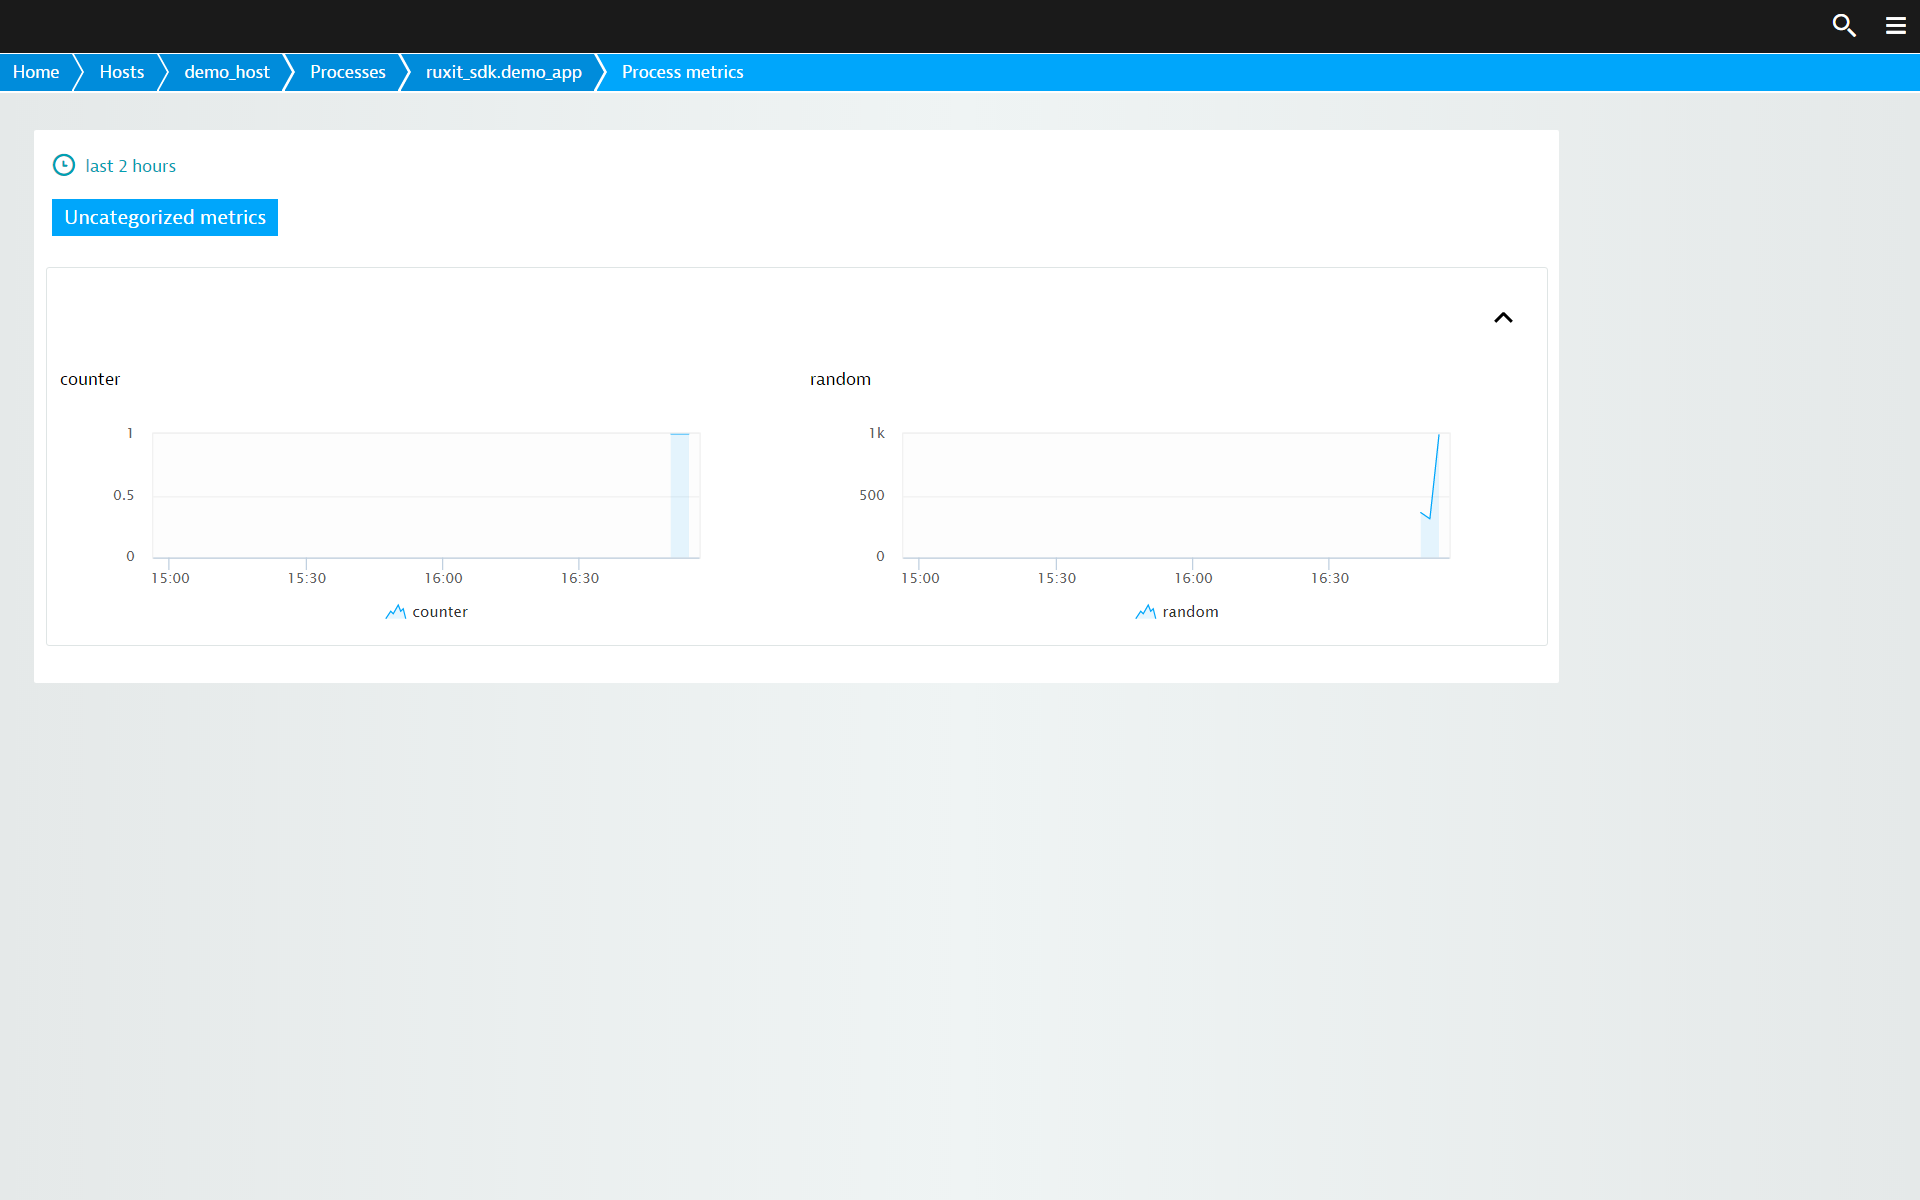 Home Hosts demo_host Processes ruxit_sdk.demo_app Process metrics
last 2 hours
Uncategorized metrics
counter
1
0.5
0
15:00 15:30 16:00 16:30
counter
random
1k
500
0
15:00 15:30 16:00 16:30
random